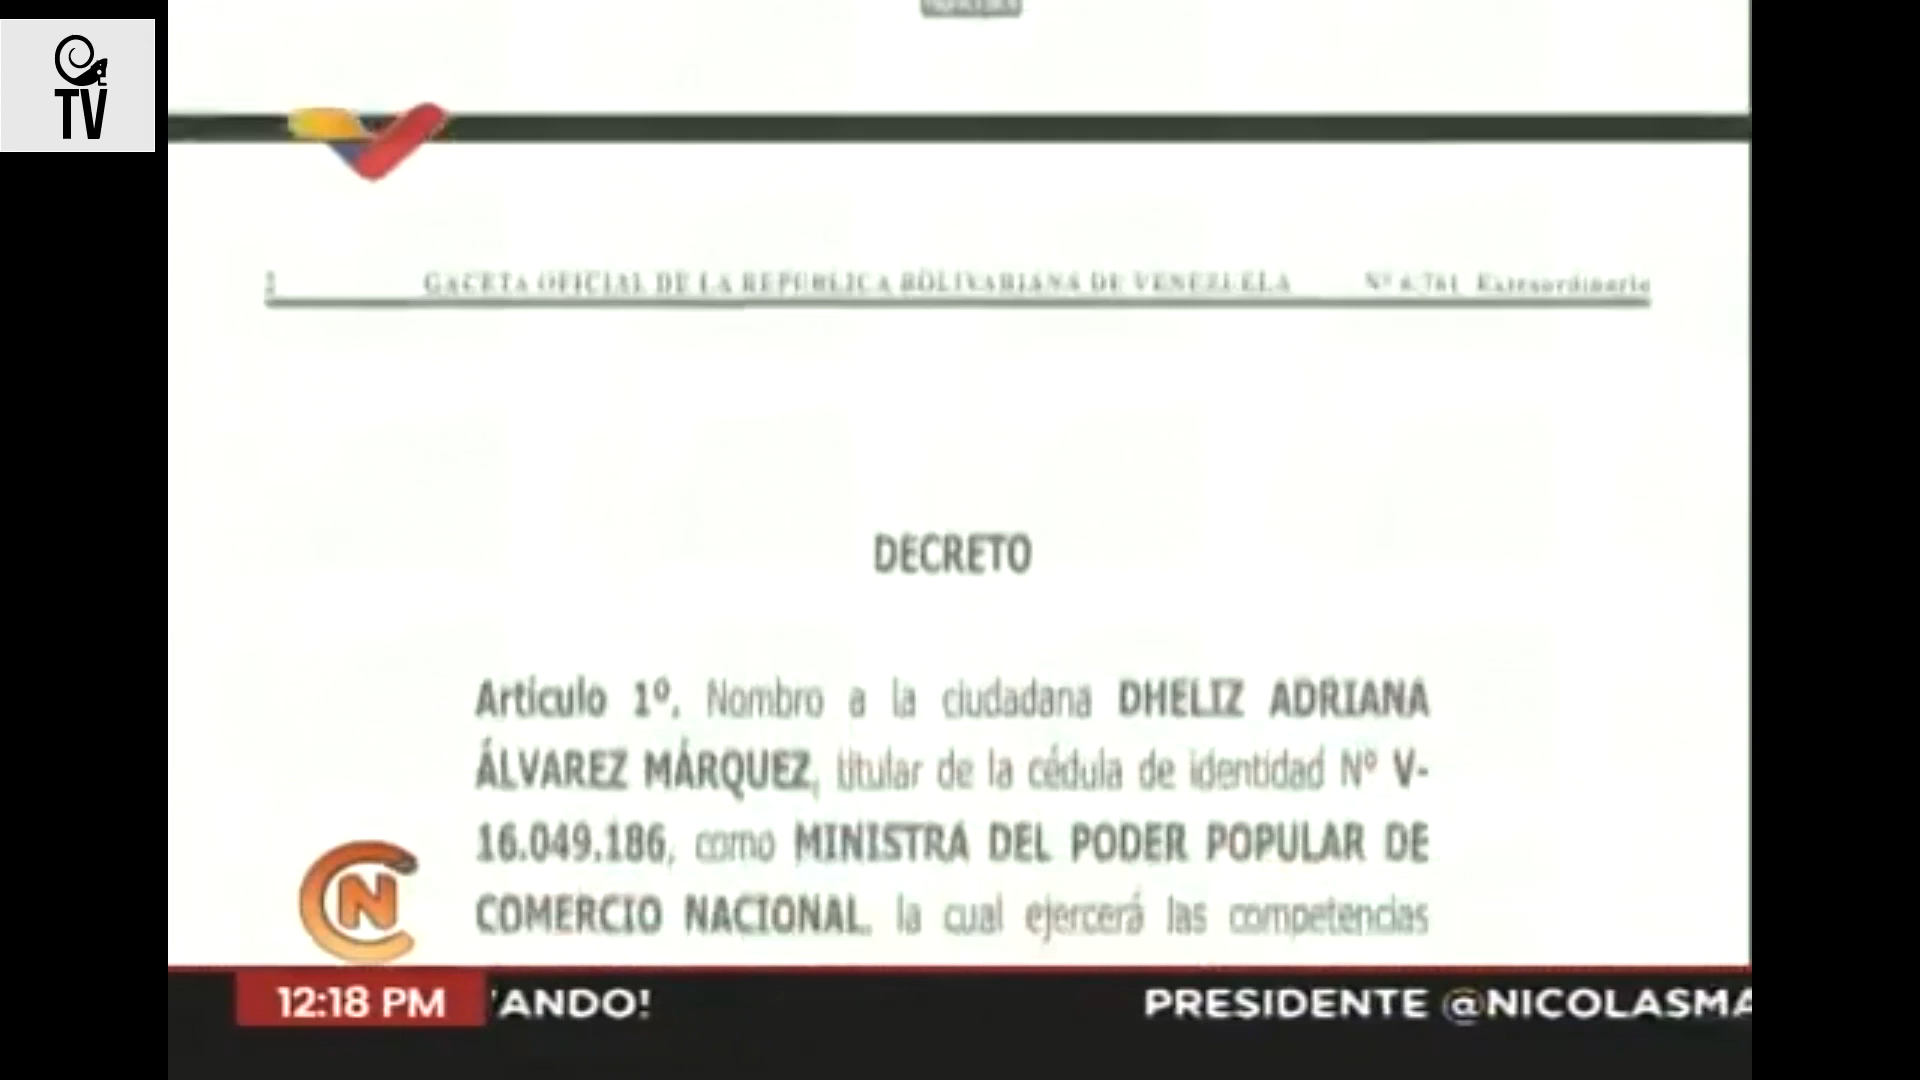 TV
2 GACETA OFICIAL DE LA REPÚBLICA BOLIVARIANA DE VENEZUELA Nº 6.761 Extraordinario
DECRETO
Artículo 1º. Nombro a la ciudadana DHELIZ ADRIANA
ÁLVAREZ MÁRQUEZ, titular de la cédula de identidad Nº V-
16.049.186, como MINISTRA DEL PODER POPULAR DE
COMERCIO NACIONAL, la cual ejercerá las competencias
CN
12:18 PM 'ANDO! PRESIDENTE @NICOLASMA